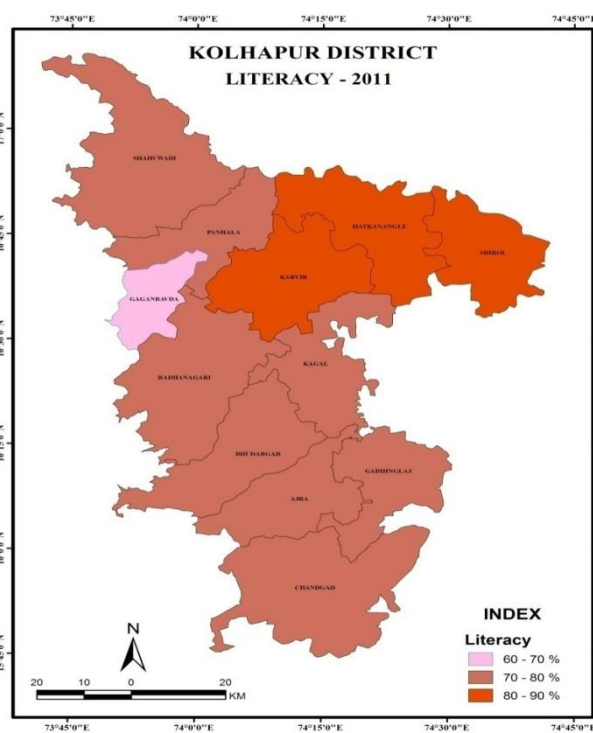 73°45'0"E 74°0'0"E 74°15'0"E 74°30'0"E 74°45'0"E
KOLHAPUR DISTRICT
LITERACY - 2011
SHAHUWADI
PANHALA
HATKANANGLE
SHIROL
KARVIR
GAGANBAVDA
KAGAL
RADHANAGARI
BHUDARGAD
GADHINGLAJ
AJRA
CHANDGAD
N
20 10 0 20
KM
INDEX
Literacy
60 - 70 %
70 - 80 %
80 - 90 %
73°45'0"E 74°0'0"E 74°15'0"E 74°30'0"E 74°45'0"E